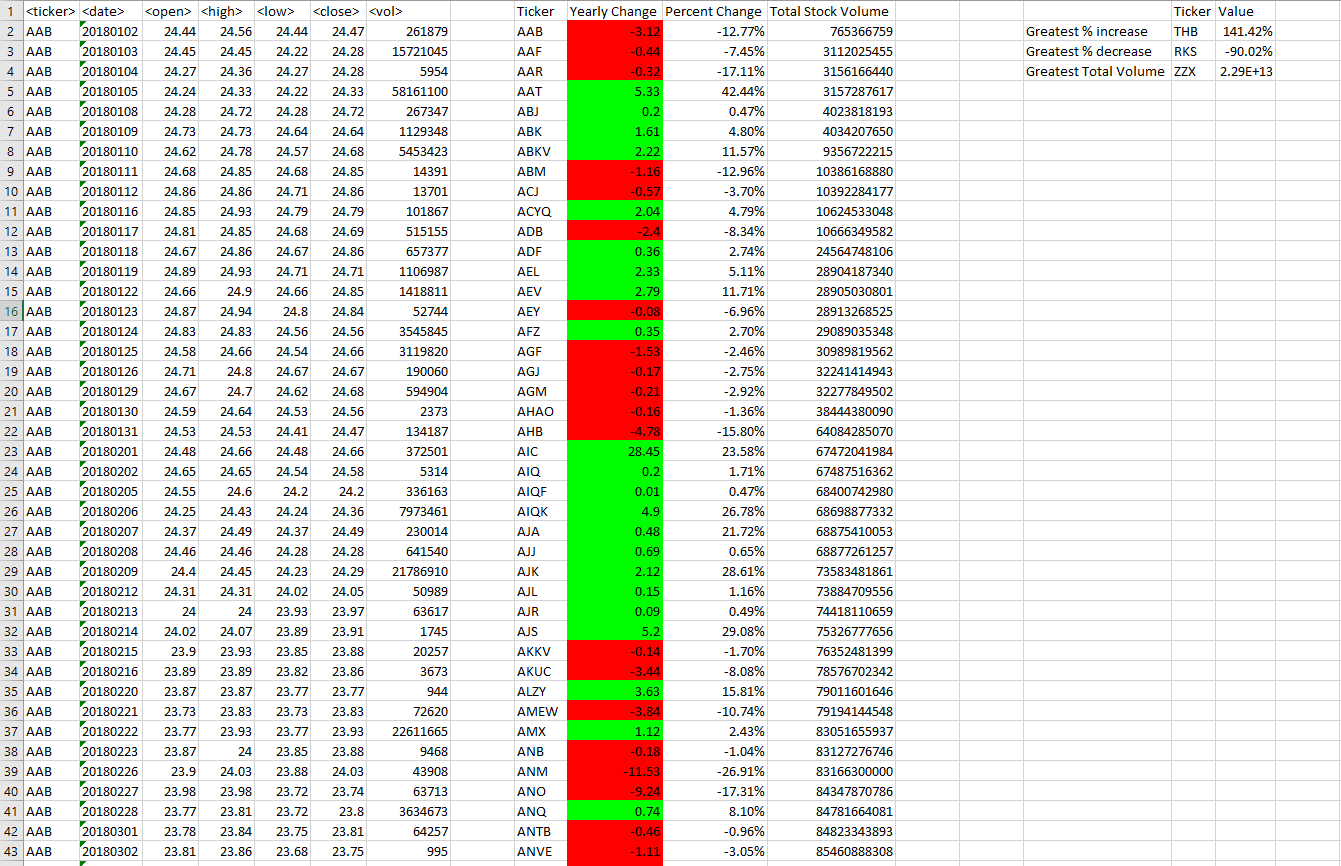 1 <ticker> <date> <open> <high> <low> <close> <vol> Ticker Yearly Change Percent Change Total Stock Volume Ticker Value
2 AAB 20180102 24.44 24.56 24.44 24.47 261879 AAB -3.12 -12.77% 765366759 Greatest % increase THB 141.42%
3 AAB 20180103 24.45 24.45 24.22 24.28 15721045 AAF -0.44 -7.45% 3112025455 Greatest % decrease RKS -90.02%
4 AAB 20180104 24.27 24.36 24.27 24.28 5954 AAR -0.32 -17.11% 3156166440 Greatest Total Volume ZZX 2.29E+13
5 AAB 20180105 24.24 24.33 24.22 24.33 58161100 AAT 5.33 42.44% 3157287617
6 AAB 20180108 24.28 24.72 24.28 24.72 267347 ABJ 0.2 0.47% 4023818193
7 AAB 20180109 24.73 24.73 24.64 24.64 1129348 ABK 1.61 4.80% 4034207650
8 AAB 20180110 24.62 24.78 24.57 24.68 5453423 ABKV 2.22 11.57% 9356722215
9 AAB 20180111 24.68 24.85 24.68 24.85 14391 ABM -1.16 -12.96% 10386168880
10 AAB 20180112 24.86 24.86 24.71 24.86 13701 ACJ -0.57 -3.70% 10392284177
11 AAB 20180116 24.85 24.93 24.79 24.79 101867 ACYQ 2.04 4.79% 10624533048
12 AAB 20180117 24.81 24.85 24.68 24.69 515155 ADB -2.4 -8.34% 10666349582
13 AAB 20180118 24.67 24.86 24.67 24.86 657377 ADF 0.36 2.74% 24564748106
14 AAB 20180119 24.89 24.93 24.71 24.71 1106987 AEL 2.33 5.11% 28904187340
15 AAB 20180122 24.66 24.9 24.66 24.85 1418811 AEV 2.79 11.71% 28905030801
16 AAB 20180123 24.87 24.94 24.8 24.84 52744 AEY -0.08 -6.96% 28913268525
17 AAB 20180124 24.83 24.83 24.56 24.56 3545845 AFZ 0.35 2.70% 29089035348
18 AAB 20180125 24.58 24.66 24.54 24.66 3119820 AGF -1.53 -2.46% 30989819562
19 AAB 20180126 24.71 24.8 24.67 24.67 190060 AGJ -0.17 -2.75% 32241414943
20 AAB 20180129 24.67 24.7 24.62 24.68 594904 AGM -0.21 -2.92% 32277849502
21 AAB 20180130 24.59 24.64 24.53 24.56 2373 AHAO -0.16 -1.36% 38444380090
22 AAB 20180131 24.53 24.53 24.41 24.47 134187 AHB -4.78 -15.80% 64084285070
23 AAB 20180201 24.48 24.66 24.48 24.66 372501 AIC 28.45 23.58% 67472041984
24 AAB 20180202 24.65 24.65 24.54 24.58 5314 AIQ 0.2 1.71% 67487516362
25 AAB 20180205 24.55 24.6 24.2 24.2 336163 AIQF 0.01 0.47% 68400742980
26 AAB 20180206 24.25 24.43 24.24 24.36 7973461 AIQK 4.9 26.78% 68698877332
27 AAB 20180207 24.37 24.49 24.37 24.49 230014 AJA 0.48 21.72% 68875410053
28 AAB 20180208 24.46 24.46 24.28 24.28 641540 AJJ 0.69 0.65% 68877261257
29 AAB 20180209 24.4 24.45 24.23 24.29 21786910 AJK 2.12 28.61% 73583481861
30 AAB 20180212 24.31 24.31 24.02 24.05 50989 AJL 0.15 1.16% 73884709556
31 AAB 20180213 24 24 23.93 23.97 63617 AJR 0.09 0.49% 74418110659
32 AAB 20180214 24.02 24.07 23.89 23.91 1745 AJS 5.2 29.08% 75326777656
33 AAB 20180215 23.9 23.93 23.85 23.88 20257 AKKV -0.14 -1.70% 76352481399
34 AAB 20180216 23.89 23.89 23.82 23.86 3673 AKUC -3.44 -8.08% 78576702342
35 AAB 20180220 23.87 23.87 23.77 23.77 944 ALZY 3.63 15.81% 79011601646
36 AAB 20180221 23.73 23.83 23.73 23.83 72620 AMEW -3.84 -10.74% 79194144548
37 AAB 20180222 23.77 23.93 23.77 23.93 22611665 AMX 1.12 2.43% 83051655937
38 AAB 20180223 23.87 24 23.85 23.88 9468 ANB -0.18 -1.04% 83127276746
39 AAB 20180226 23.9 24.03 23.88 24.03 43908 ANM -11.53 -26.91% 83166300000
40 AAB 20180227 23.98 23.98 23.72 23.74 63713 ANO -9.24 -17.31% 84347870786
41 AAB 20180228 23.77 23.81 23.72 23.8 3634673 ANQ 0.74 8.10% 84781664081
42 AAB 20180301 23.78 23.84 23.75 23.81 64257 ANTB -0.46 -0.96% 84823343893
43 AAB 20180302 23.81 23.86 23.68 23.75 995 ANVE -1.11 -3.05% 85460888308